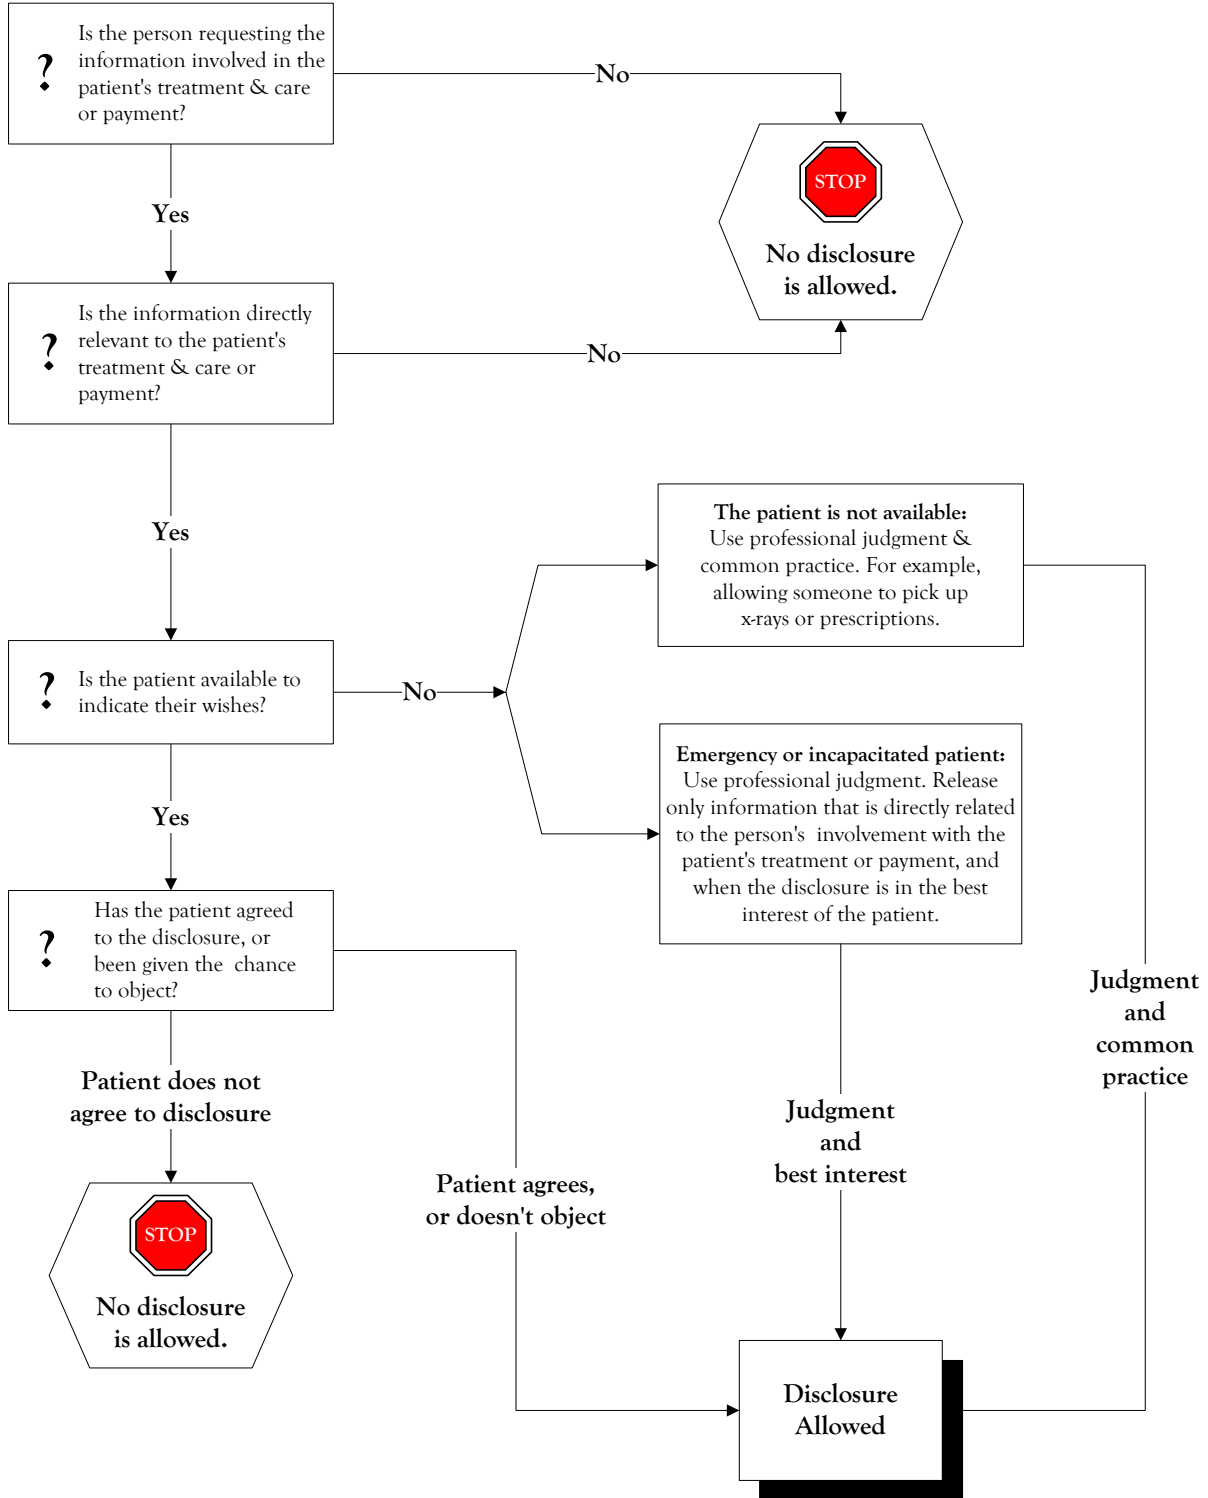 ?
Is the person requesting the
information involved in the
patient's treatment & care
or payment?
No
STOP
No disclosure
is allowed.
Yes
?
Is the information directly
relevant to the patient's
treatment & care or
payment?
No
Yes
The patient is not available:
Use professional judgment &
common practice. For example,
allowing someone to pick up
x-rays or prescriptions.
?
Is the patient available to
indicate their wishes?
No
Emergency or incapacitated patient:
Use professional judgment. Release
only information that is directly related
to the person's involvement with the
patient's treatment or payment, and
when the disclosure is in the best
interest of the patient.
Yes
?
Has the patient agreed
to the disclosure, or
been given the chance
to object?
Judgment
and
common
practice
Patient does not
agree to disclosure
Judgment
and
best interest
Patient agrees,
or doesn't object
STOP
No disclosure
is allowed.
Disclosure
Allowed